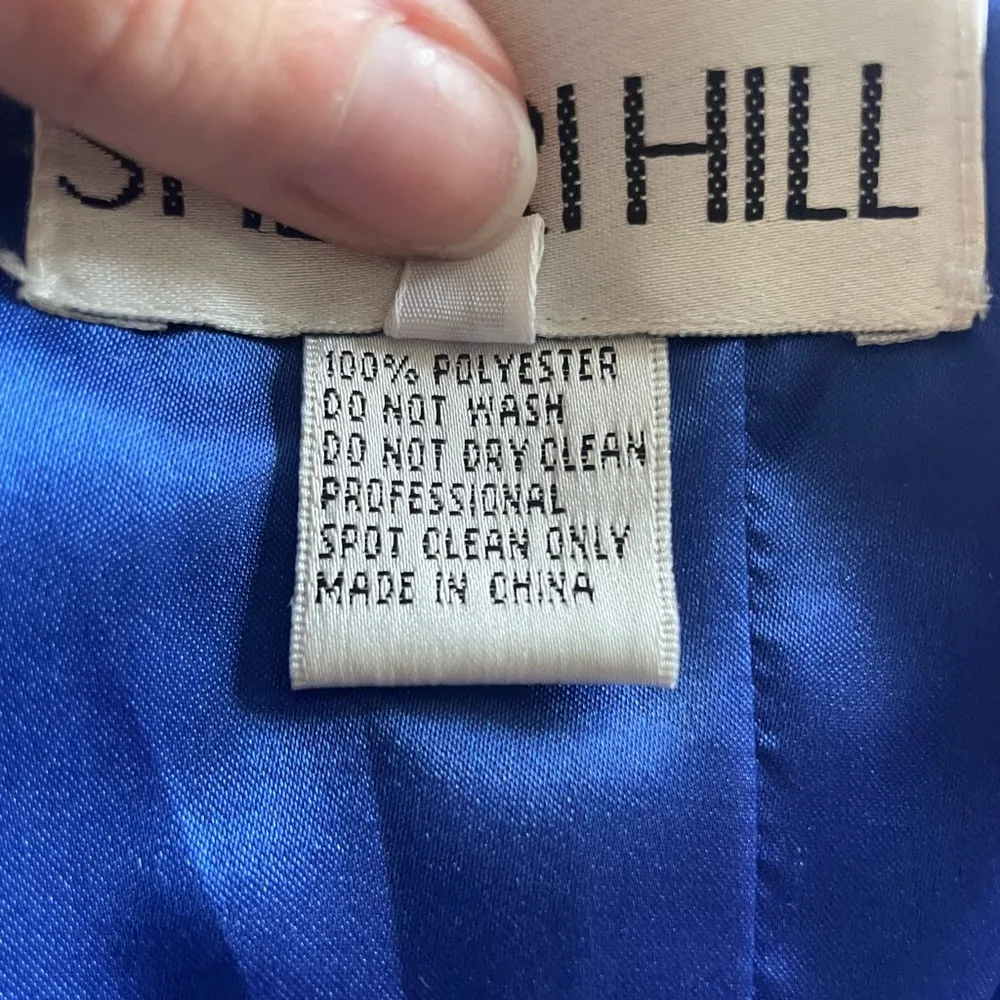 HILL
100% POLYESTER
DO NOT WASH
DO NOT DRY CLEAN
PROFESSIONAL
SPOT CLEAN ONLY
MADE IN CHINA